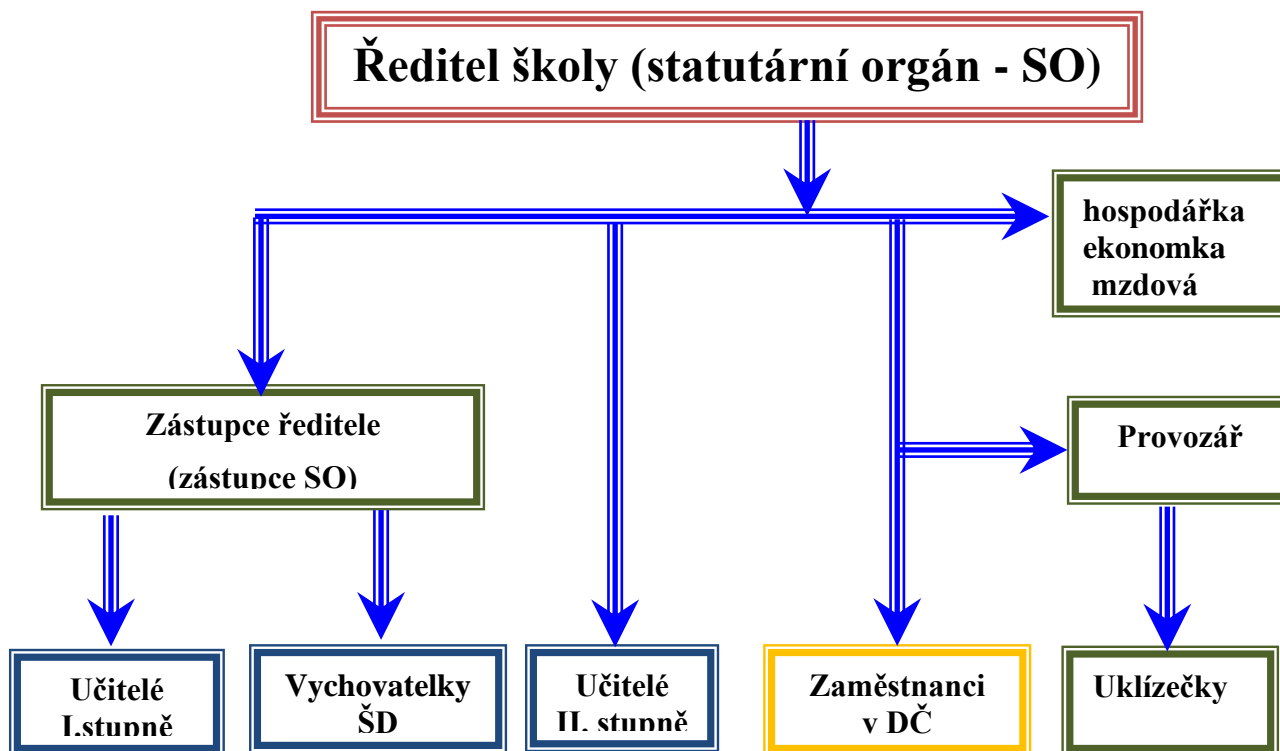 Ředitel školy (statutární orgán - SO)
hospodářka
ekonomka
mzdová
Zástupce ředitele
(zástupce SO)
Provozář
Učitelé
I.stupně
Vychovatelky
ŠD
Učitelé
II. stupně
Zaměstnanci
v DČ
Uklízečky